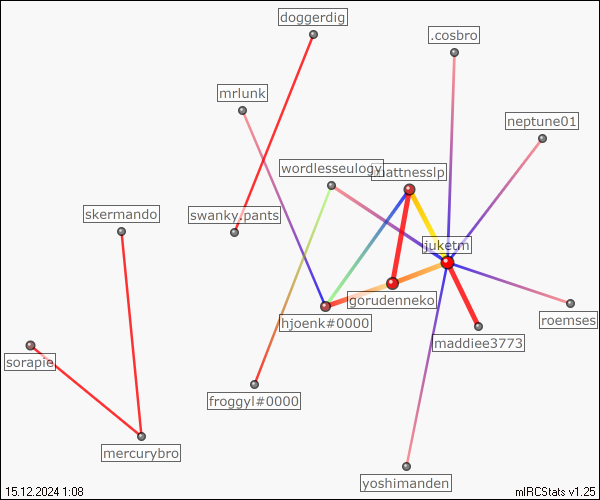 doggerdig
.cosbro
mrlunk
neptune01
wordlesseulogy
mattnesslp
skermando
swanky.pants
juketm
gorudenneko
hjoenk#0000
roemses
maddiee3773
sorapie
froggyl#0000
mercurybro
yoshimanden
15.12.2024 1:08
mIRCStats v1.25